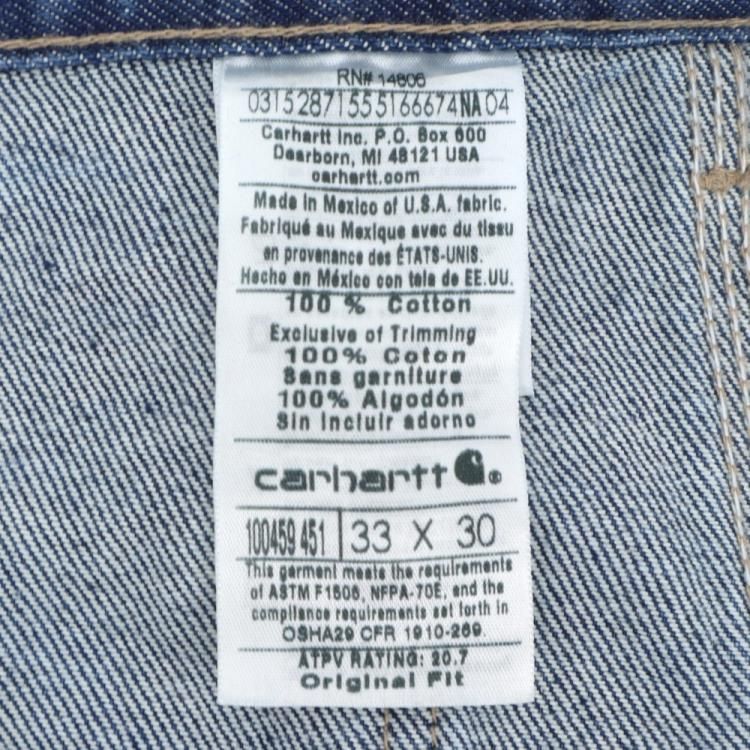 RN# 14806
03152871555166674NA 04
Carhartt Inc. P.O. Box 600
Dearborn, MI 48121 USA
carhartt.com
Made in Mexico of U.S.A. fabric.
Fabriqué au Mexique avec du tissu
en provenance des ÉTATS-UNIS.
Hecho en México con tela de EE.UU.
100 % Cotton
Exclusive of Trimming
100% Coton
Sans garniture
100% Algodón
Sin incluir adorno
carhartt ®
100459 451 33 X 30
This garment meets the requirements
of ASTM F1506, NFPA-70E, and the
compliance requirements set forth in
OSHA29 CFR 1910-269.
ATPV RATING: 20.7
Original Fit